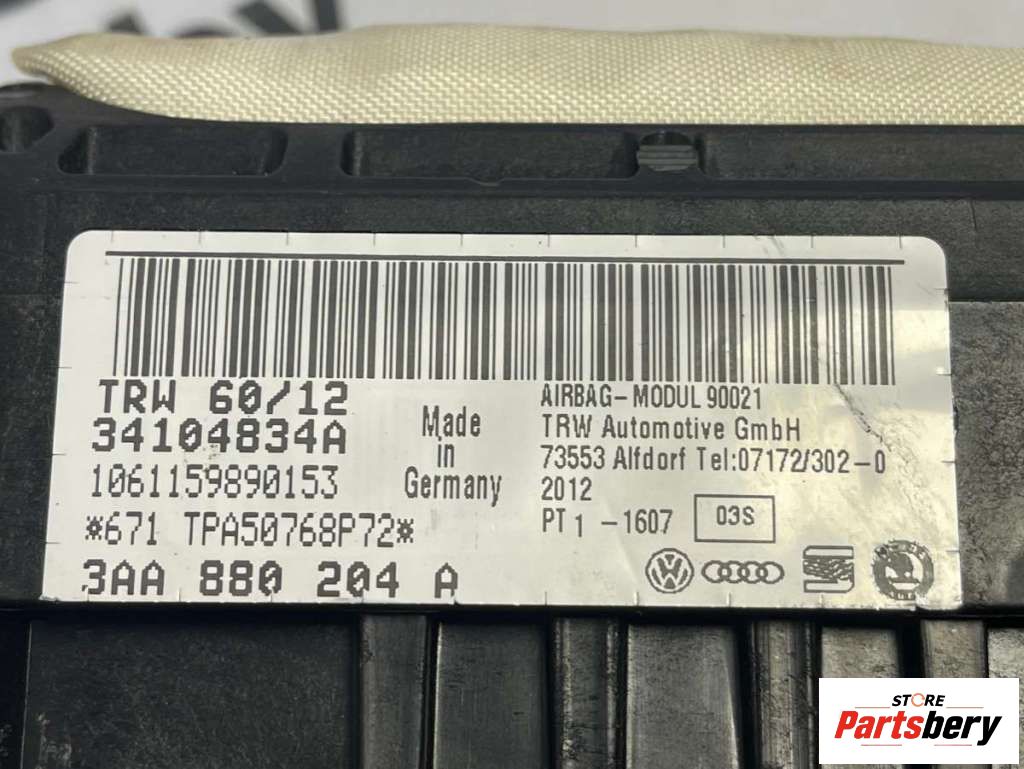 TRW 60/12
34104834A
1061159890153
*671 TPA50768P72*
3AA 880 204 A
Made
in
Germany
AIRBAG-MODUL 90021
TRW Automotive GmbH
73553 Alfdorf Tel:07172/302-0
2012
PT 1 -1607 03S
STORE
Partsbery